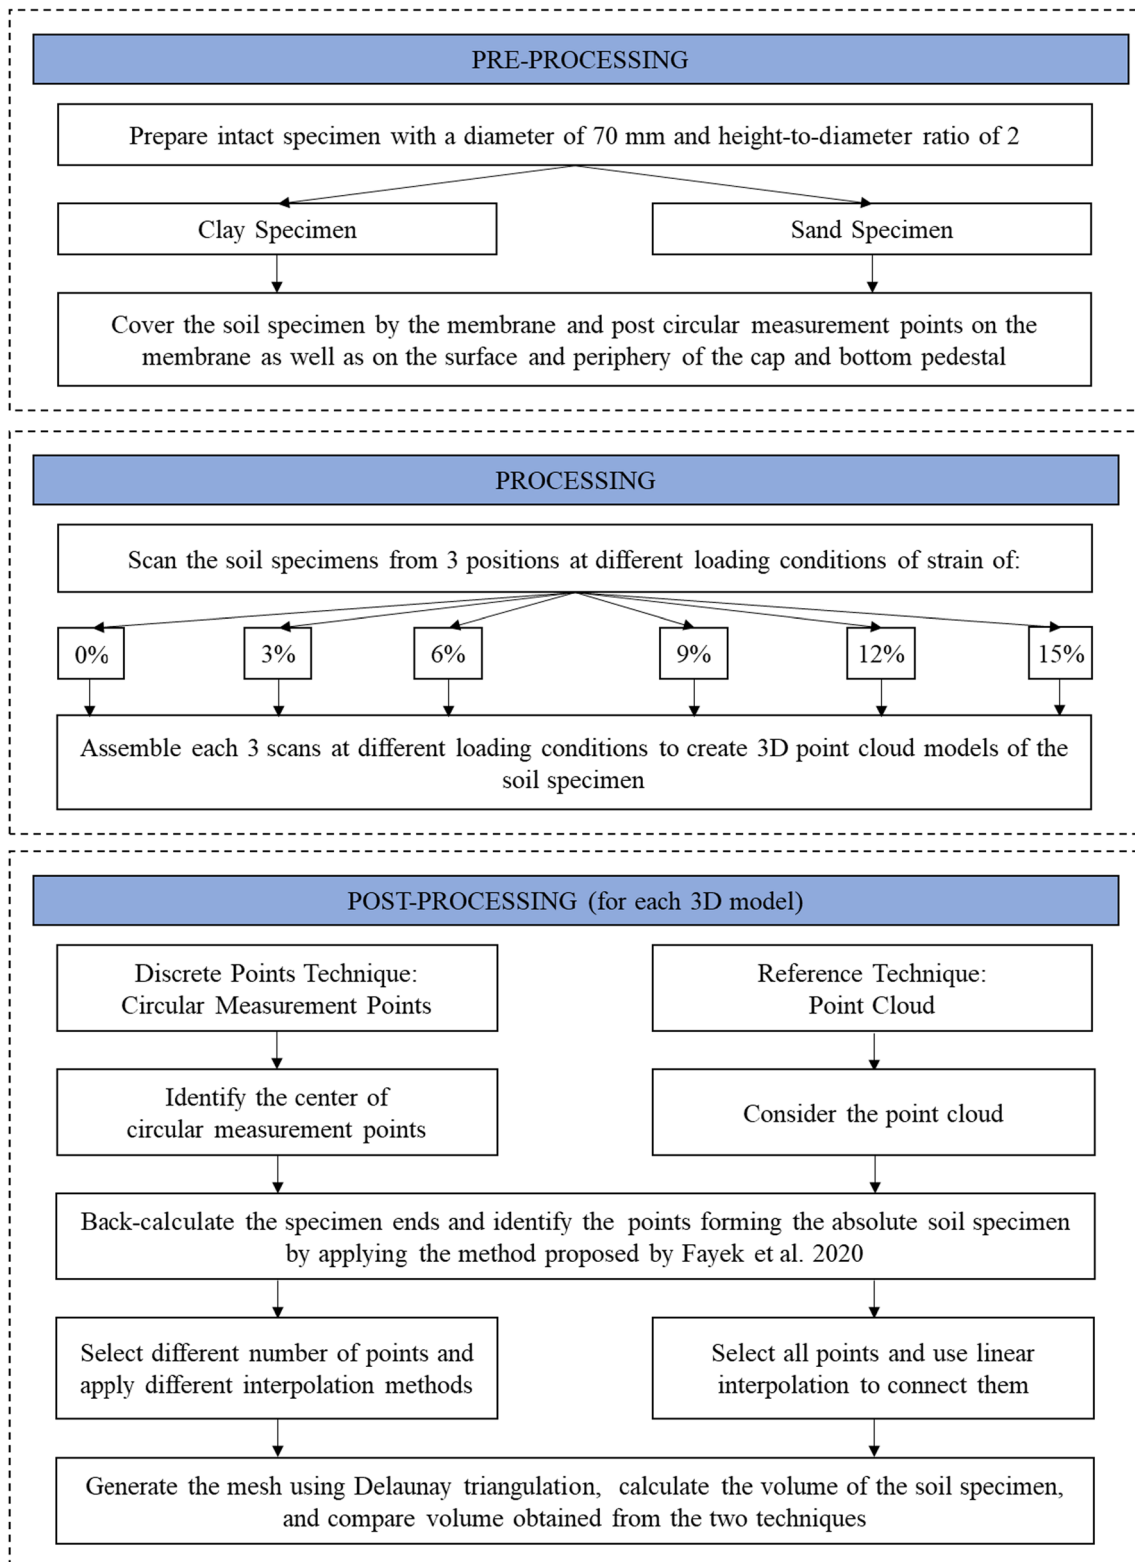 PRE-PROCESSING
Prepare intact specimen with a diameter of 70 mm and height-to-diameter ratio of 2
Clay Specimen
Sand Specimen
Cover the soil specimen by the membrane and post circular measurement points on the
membrane as well as on the surface and periphery of the cap and bottom pedestal
PROCESSING
Scan the soil specimens from 3 positions at different loading conditions of strain of:
0%
3%
6%
9%
12%
15%
Assemble each 3 scans at different loading conditions to create 3D point cloud models of the
soil specimen
POST-PROCESSING (for each 3D model)
Discrete Points Technique:
Circular Measurement Points
Reference Technique:
Point Cloud
Identify the center of
circular measurement points
Consider the point cloud
Back-calculate the specimen ends and identify the points forming the absolute soil specimen
by applying the method proposed by Fayek et al. 2020
Select different number of points and
apply different interpolation methods
Select all points and use linear
interpolation to connect them
Generate the mesh using Delaunay triangulation, calculate the volume of the soil specimen,
and compare volume obtained from the two techniques